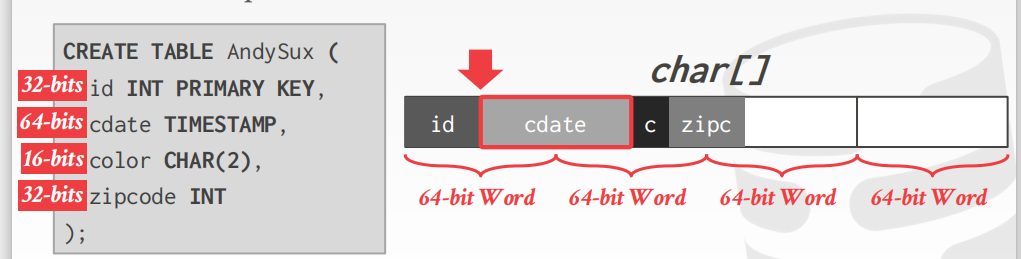 CREATE TABLE AndySux (
32-bits id INT PRIMARY KEY,
64-bits cdate TIMESTAMP,
16-bits color CHAR(2),
32-bits zipcode INT
);
char[]
id cdate c zipc
64-bit Word 64-bit Word 64-bit Word 64-bit Word